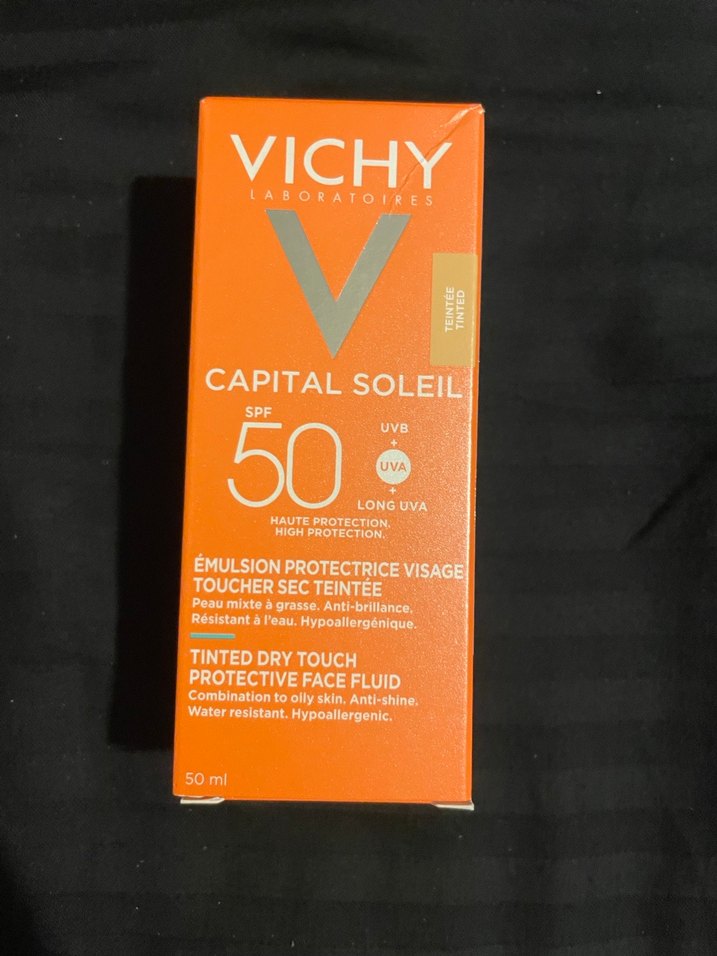 VICHY
LABORATOIRES
V
TEINTÉE
TINTED
CAPITAL SOLEIL
SPF
50
UVB
+
UVA
+
LONG UVA
HAUTE PROTECTION.
HIGH PROTECTION.
ÉMULSION PROTECTRICE VISAGE
TOUCHER SEC TEINTÉE
Peau mixte à grasse. Anti-brillance.
Résistant à l'eau. Hypoallergénique.
TINTED DRY TOUCH
PROTECTIVE FACE FLUID
Combination to oily skin. Anti-shine.
Water resistant. Hypoallergenic.
50 ml